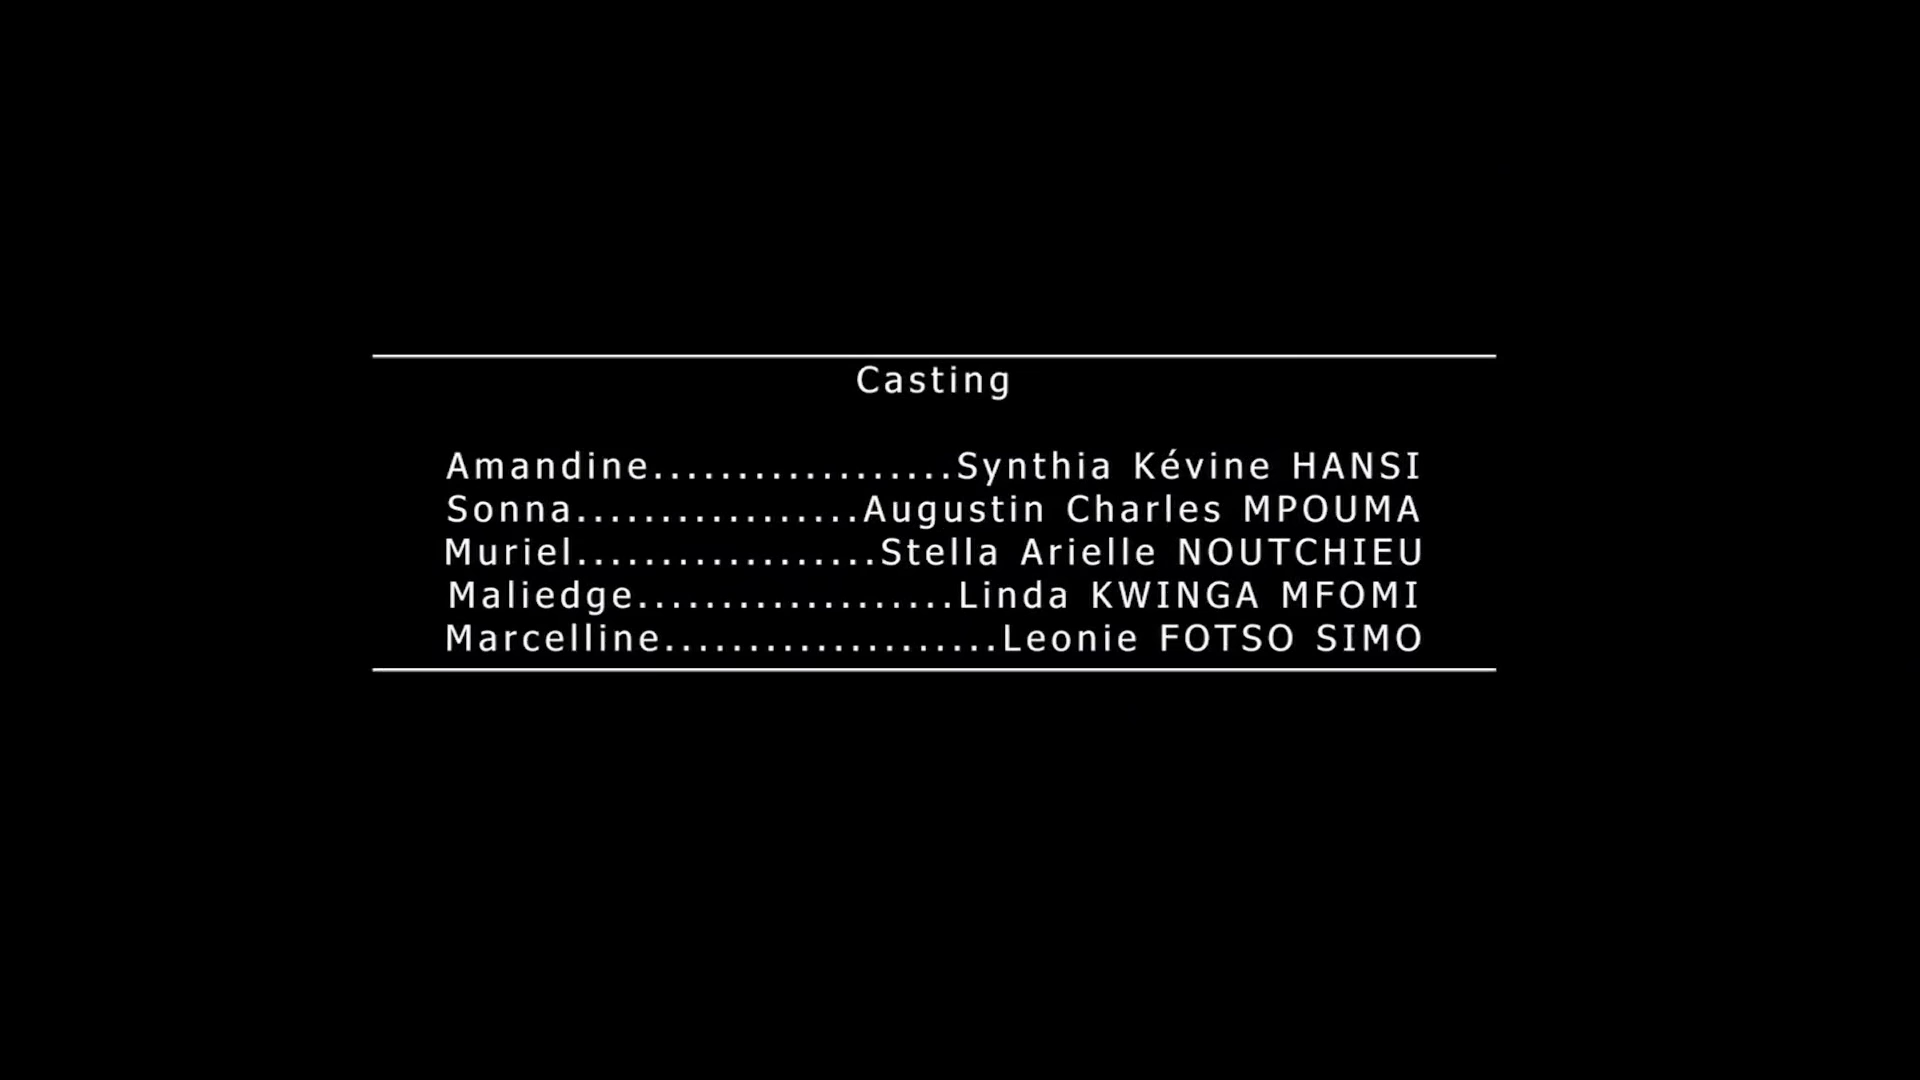 Casting
Amandine..................Synthia Kévine HANSI
Sonna.................Augustin Charles MPOUMA
Muriel..................Stella Arielle NOUTCHIEU
Maliedge...................Linda KWINGA MFOMI
Marcelline....................Leonie FOTSO SIMO